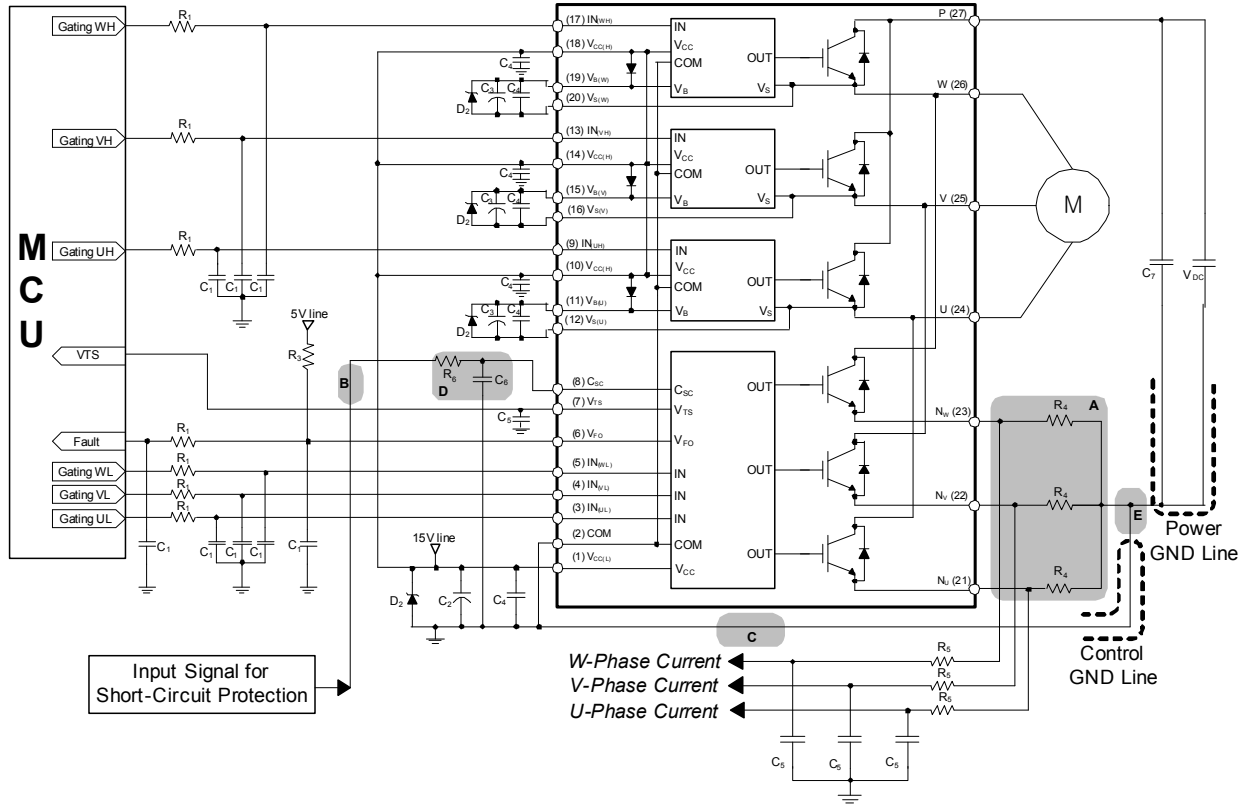 MCU
Gating WH
Gating VH
Gating UH
VTS
Fault
Gating WL
Gating VL
Gating UL
R1
R1
R1
C1 C1 C1
5V line
R3
R1
R1
R1
R1
C1
C1 C1 C1
C1
C4
C3 C4
D2
C4
C3 C4
D2
C4
C3 C4
D2
B
R6
D
C6
C5
15V line
D2
C2
C4
(17) IN(WH)
(18) VCC(H)
(19) VB(W)
(20) VS(W)
(13) IN(VH)
(14) VCC(H)
(15) VB(V)
(16) VS(V)
(9) IN(UH)
(10) VCC(H)
(11) VB(U)
(12) VS(U)
(8) CSC
(7) VTS
(6) VFO
(5) IN(WL)
(4) IN(VL)
(3) IN(UL)
(2) COM
(1) VCC(L)
IN
VCC
COM
VB
OUT
VS
IN
VCC
COM
VB
OUT
VS
IN
VCC
COM
VB
OUT
VS
CSC
VTS
VFO
IN
IN
IN
COM
VCC
OUT
OUT
OUT
P (27)
W (26)
V (25)
U (24)
NW (23)
NV (22)
NU (21)
M
C7
VDC
R4
A
R4
R4
E
Power
GND Line
Control
GND Line
C
Input Signal for
Short-Circuit Protection
W-Phase Current
V-Phase Current
U-Phase Current
R5
R5
R5
C5 C5 C5